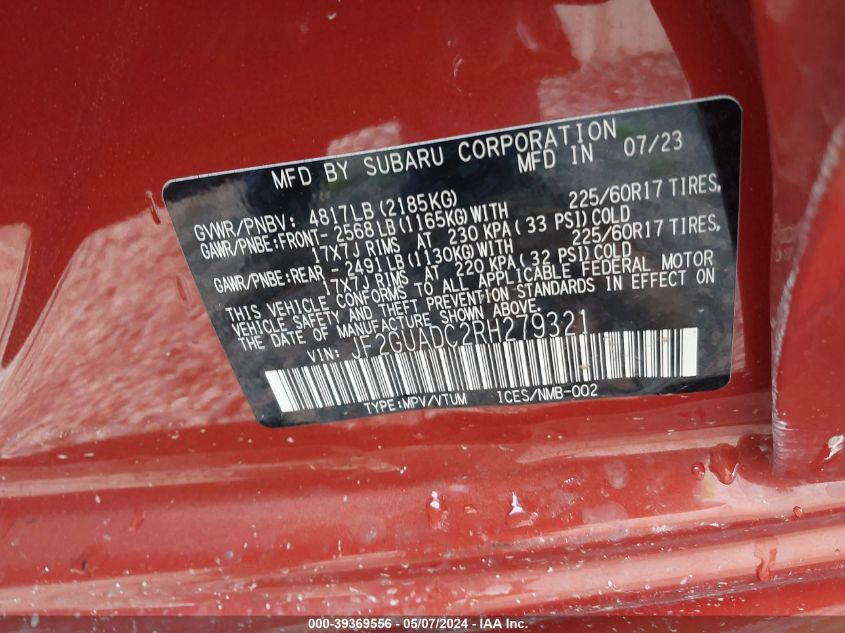 MFD BY SUBARU CORPORATION
MFD IN 07/23
GVWR/PNBV: 4817LB(2185KG)
GAWR/PNBE:FRONT-2568LB(1165KG)WITH 225/60R17 TIRES,
17X7J RIMS AT 230 KPA( 33 PSI)COLD
GAWR/PNBE:REAR -2491LB(1130KG)WITH 225/60R17 TIRES,
17X7J RIMS AT 220 KPA( 32 PSI)COLD
THIS VEHICLE CONFORMS TO ALL APPLICABLE FEDERAL MOTOR
VEHICLE SAFETY AND THEFT PREVENTION STANDARDS IN EFFECT ON
THE DATE OF MANUFACTURE SHOWN ABOVE.
VIN: JF2GUADC2RH279321
TYPE:MPV/VTUM ICES/NMB-002
000-39369556 - 05/07/2024 - IAA Inc.